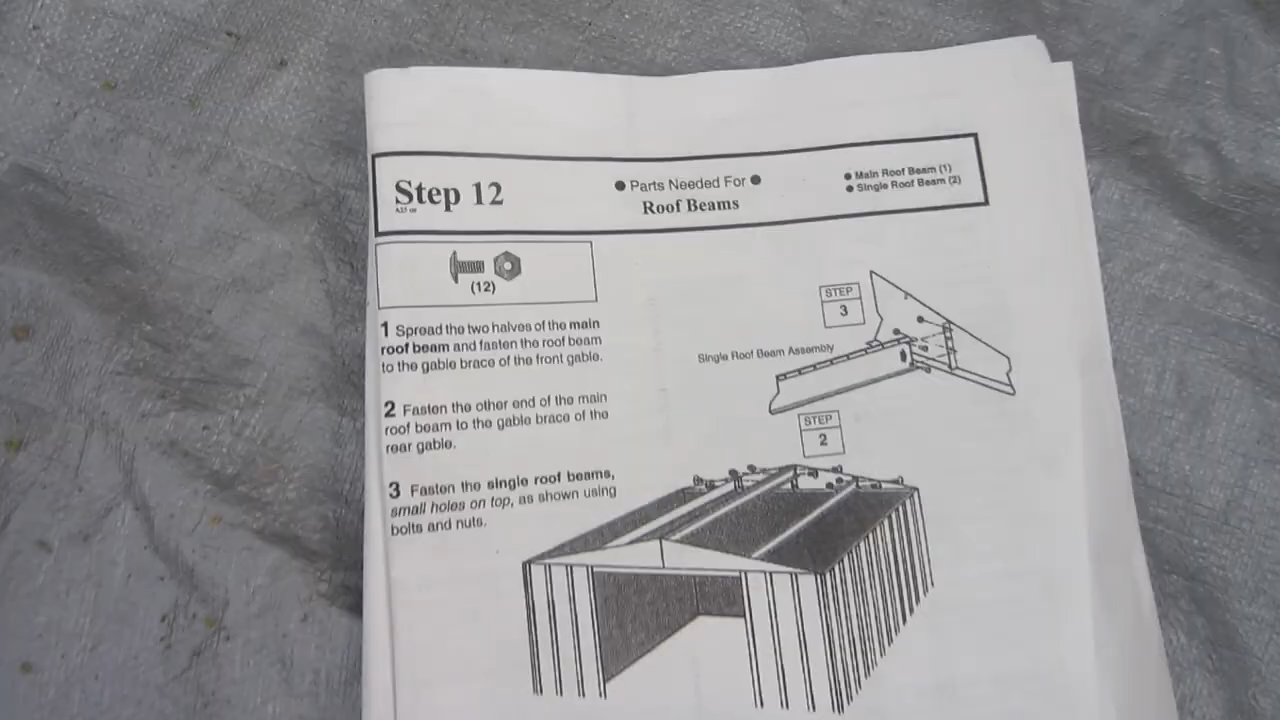 Step 12
● Parts Needed For ●
Roof Beams
● Main Roof Beam (1)
● Single Roof Beam (2)
(12)
1 Spread the two halves of the main
roof beam and fasten the roof beam
to the gable brace of the front gable.
2 Fasten the other end of the main
roof beam to the gable brace of the
rear gable.
3 Fasten the single roof beams,
small holes on top, as shown using
bolts and nuts.
STEP
3
Single Roof Beam Assembly
STEP
2